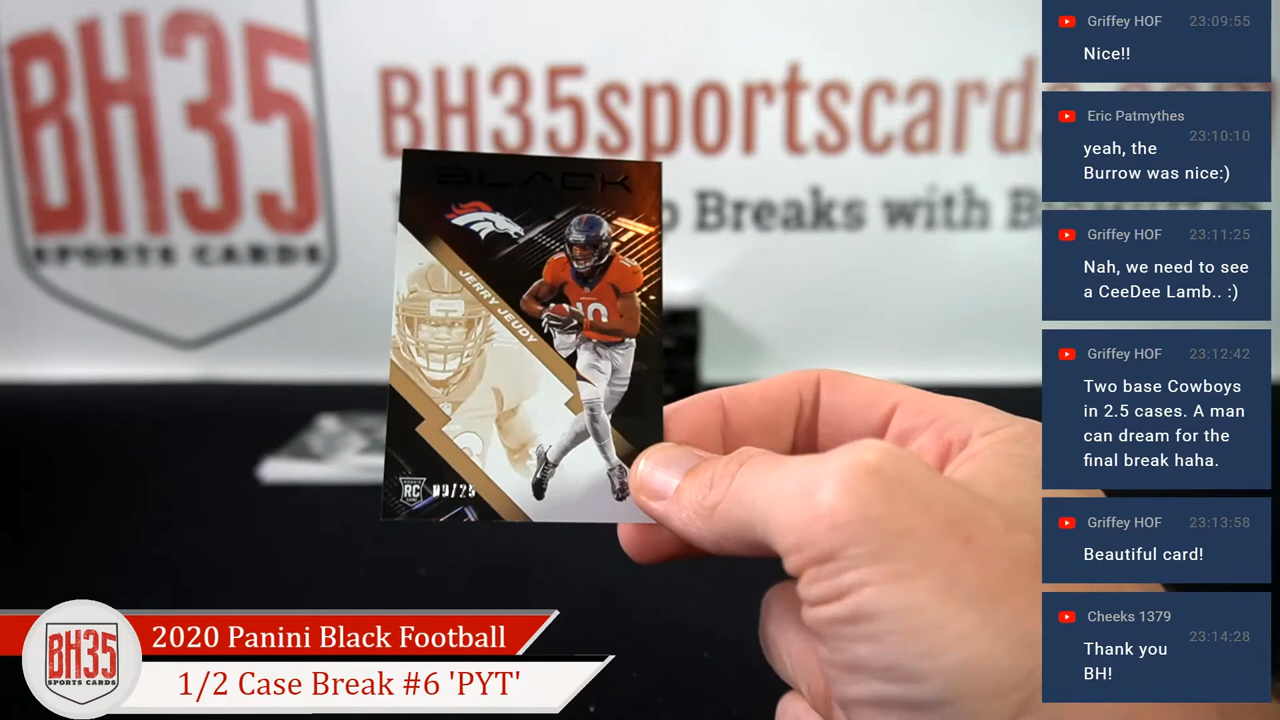 BH35
SPORTS CARDS
BH35sportscards
Breaks with
BLACK
JERRY JEUDY
10
RC
09/25
BH35
SPORTS CARDS
2020 Panini Black Football
1/2 Case Break #6 'PYT'
Griffey HOF 23:09:55
Nice!!
Eric Patmythes
23:10:10
yeah, the
Burrow was nice:)
Griffey HOF 23:11:25
Nah, we need to see
a CeeDee Lamb.. :)
Griffey HOF 23:12:42
Two base Cowboys
in 2.5 cases. A man
can dream for the
final break haha.
Griffey HOF 23:13:58
Beautiful card!
Cheeks 1379
23:14:28
Thank you
BH!